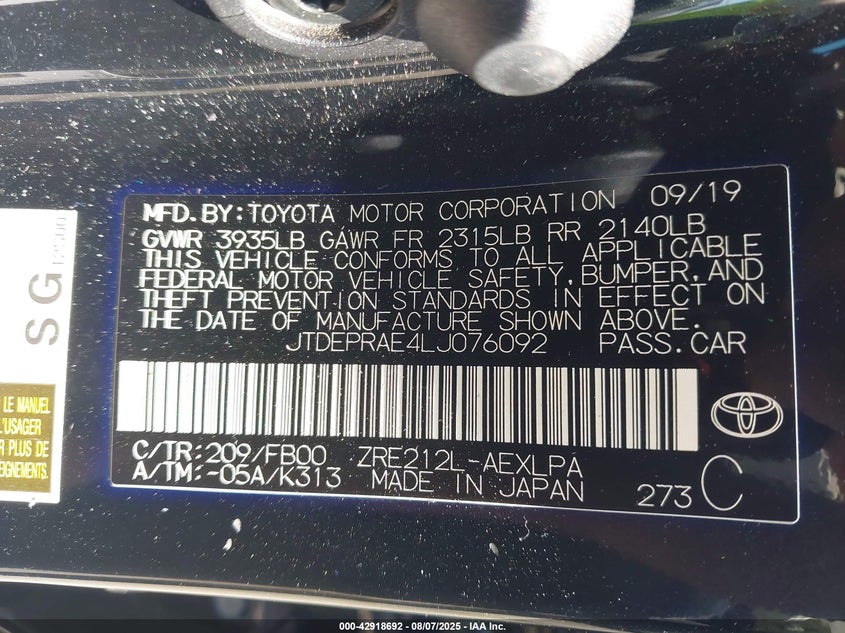 MFD. BY: TOYOTA MOTOR CORPORATION 09/19
GVWR 3935LB GAWR FR 2315LB RR 2140LB
THIS VEHICLE CONFORMS TO ALL APPLICABLE
FEDERAL MOTOR VEHICLE SAFETY, BUMPER, AND
THEFT PREVENTION STANDARDS IN EFFECT ON
THE DATE OF MANUFACTURE SHOWN ABOVE.
JTDEPRAE4LJ076092 PASS. CAR
C/TR: 209/FB00 ZRE212L-AEXLPA
A/TM: -05A/K313 MADE IN JAPAN 273 C
SG
LE MANUEL
L'USAGER
PLUS DE
000-42918692 - 08/07/2025 - IAA Inc.